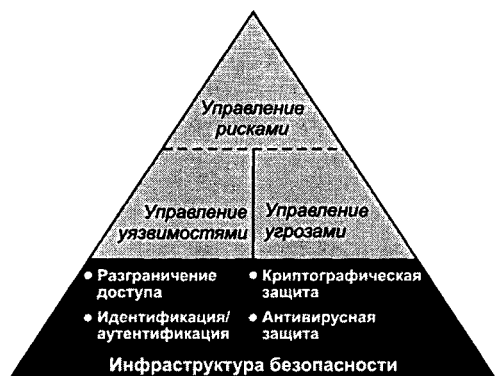 Управление
рисками
Управление
уязвимостями
Управление
угрозами
• Разграничение
доступа
• Криптографическая
защита
• Идентификация/
аутентификация
• Антивирусная
защита
Инфраструктура безопасности